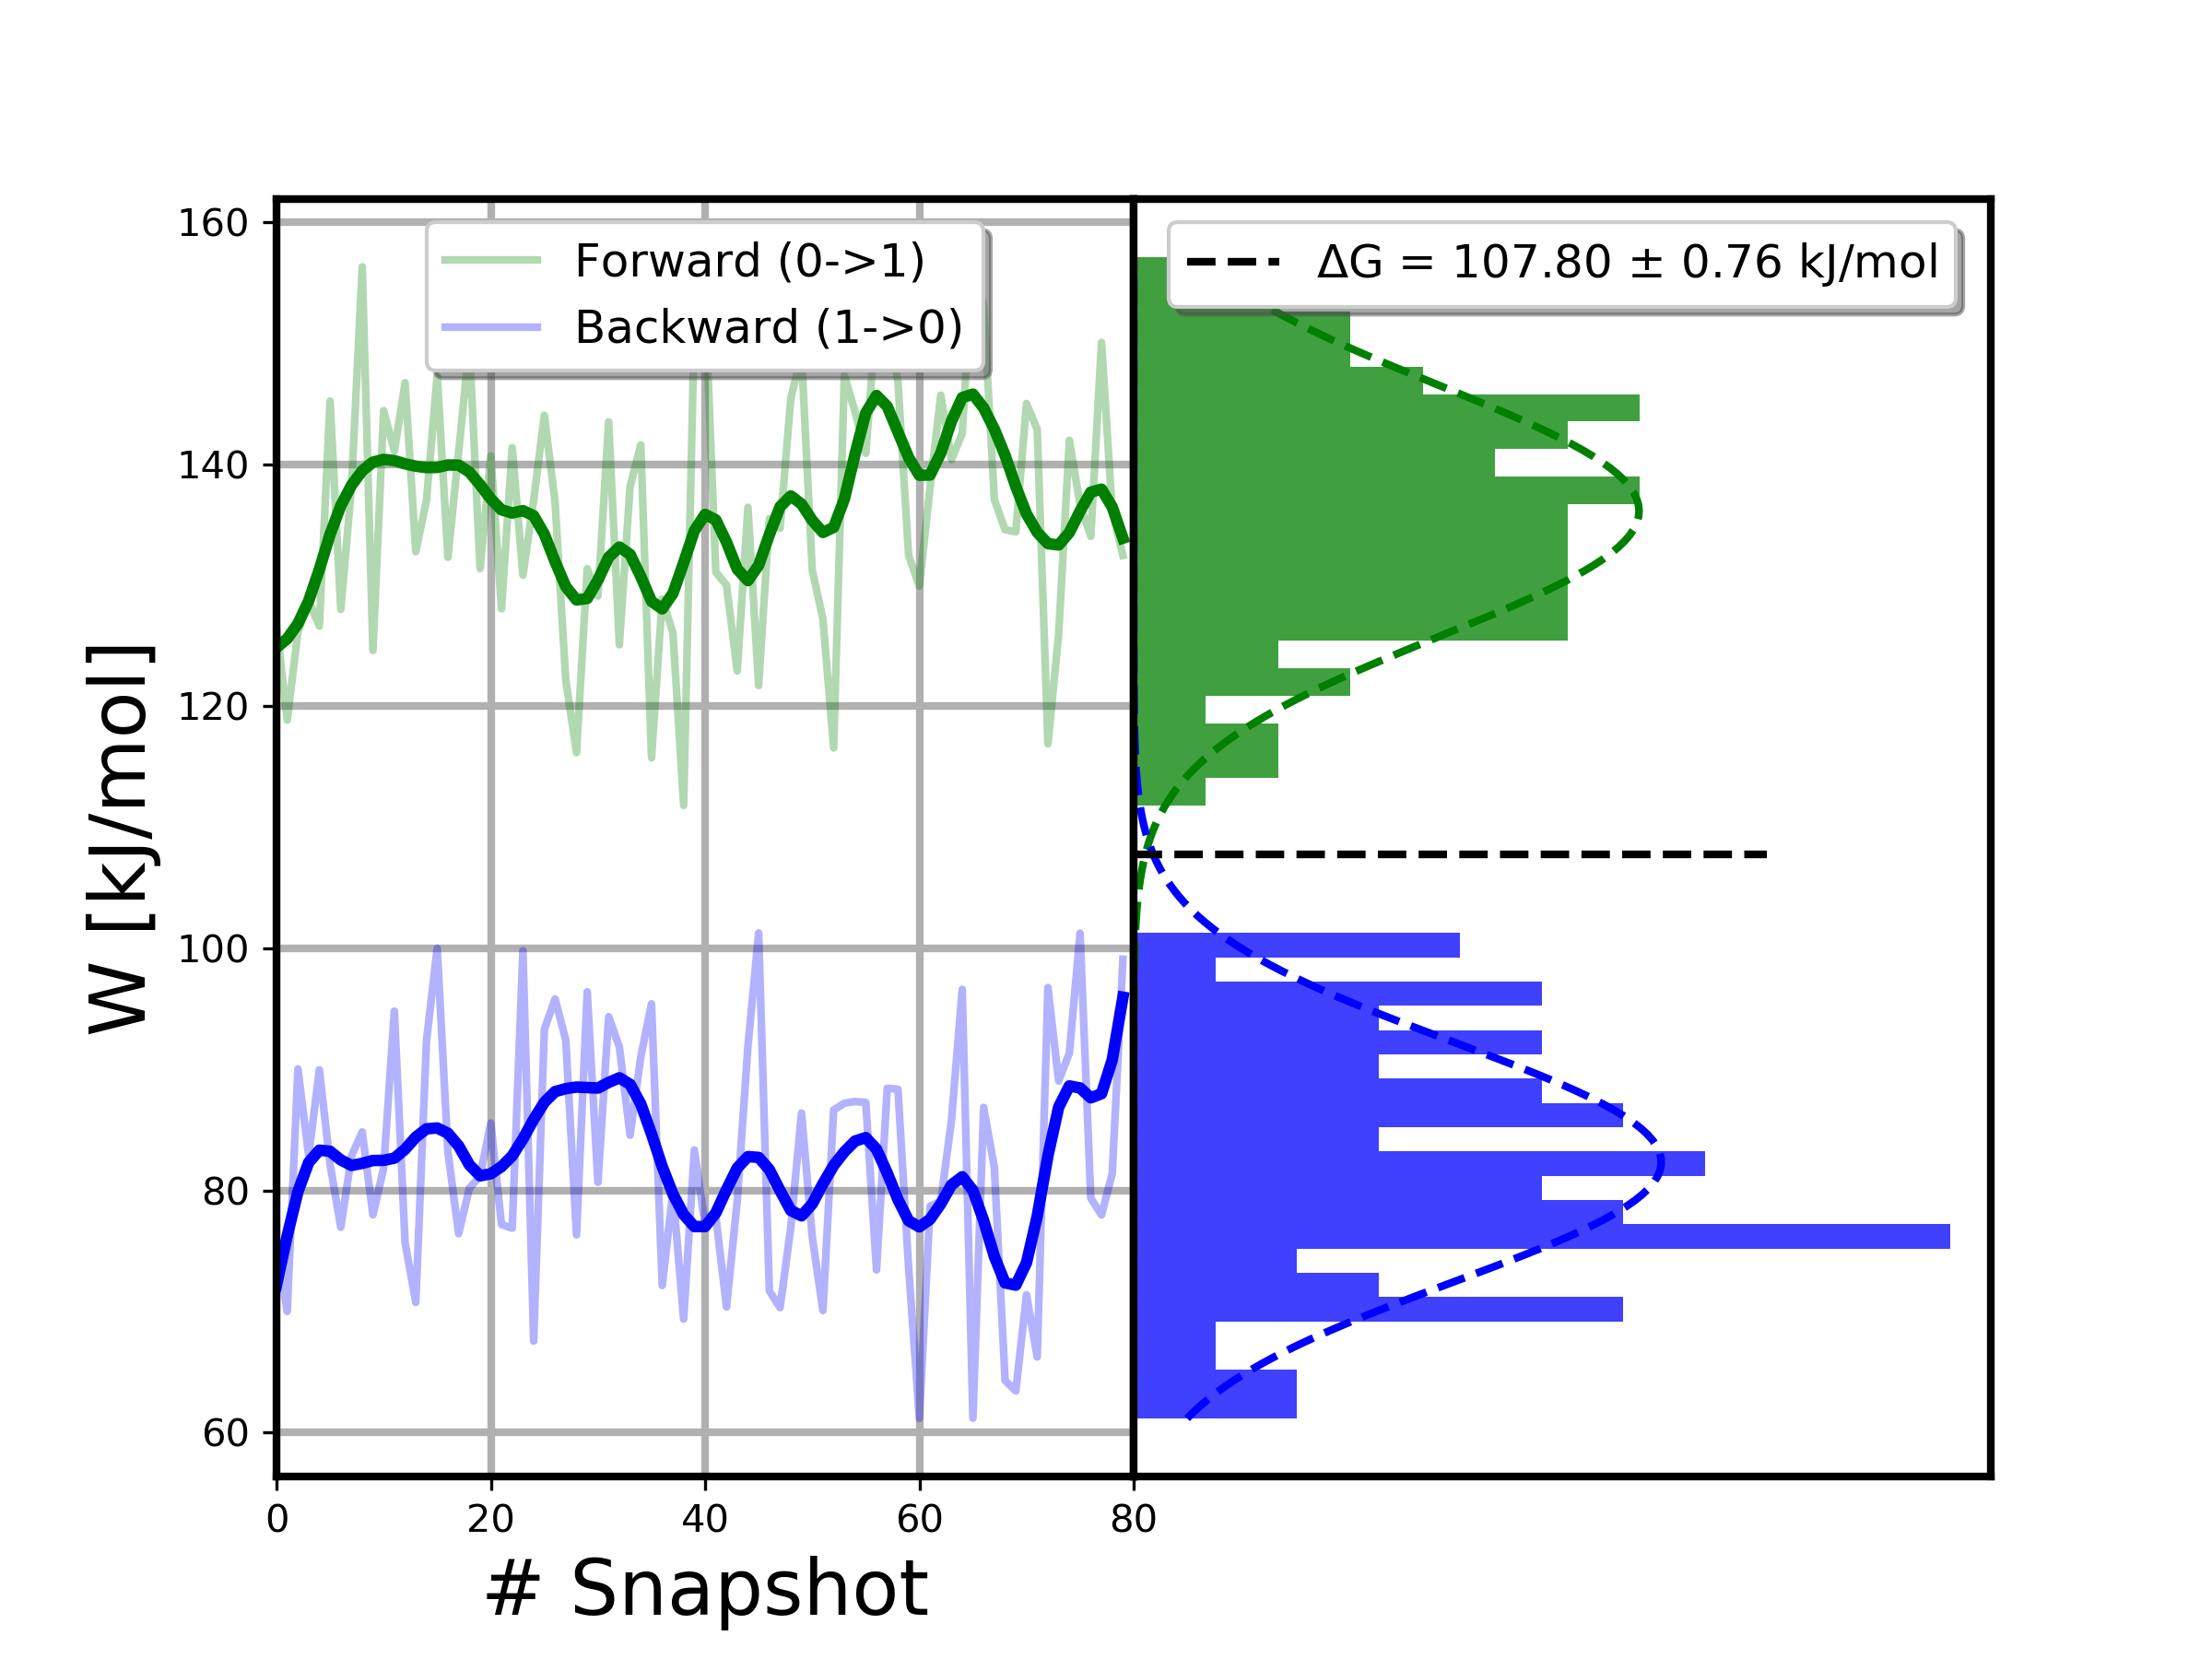 Forward (0->1)
Backward (1->0)
ΔG = 107.80 ± 0.76 kJ/mol
W [kJ/mol]
160
140
120
100
80
60
0 20 40 60 80
# Snapshot